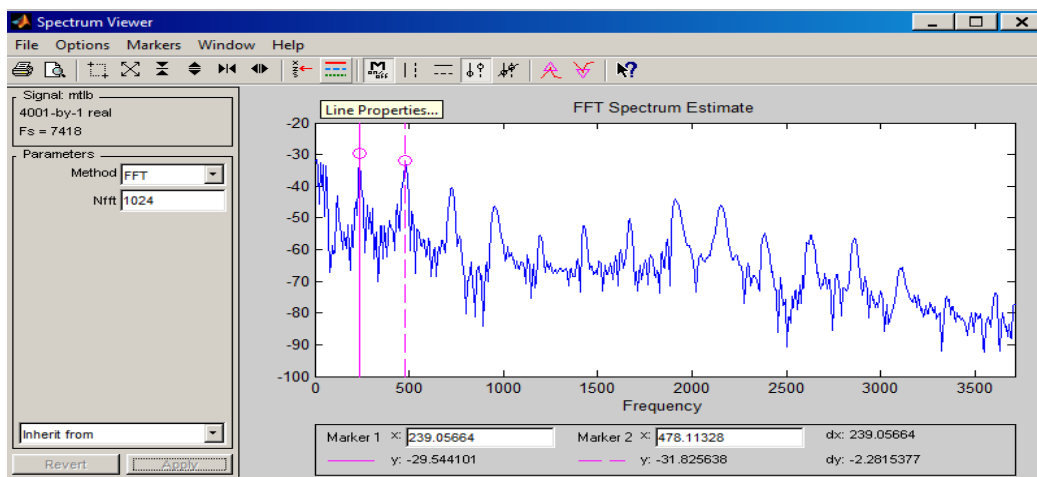 Spectrum Viewer
File Options Markers Window Help
Signal: mtlb
4001-by-1 real
Fs = 7418
Parameters
Method FFT
Nfft 1024
Inherit from
Revert Apply
Line Properties...
FFT Spectrum Estimate
-20
-30
-40
-50
-60
-70
-80
-90
-100
0 500 1000 1500 2000 2500 3000 3500
Frequency
Marker 1 x: 239.05664 Marker 2 x: 478.11328 dx: 239.05664
y: -29.544101 y: -31.825638 dy: -2.2815377